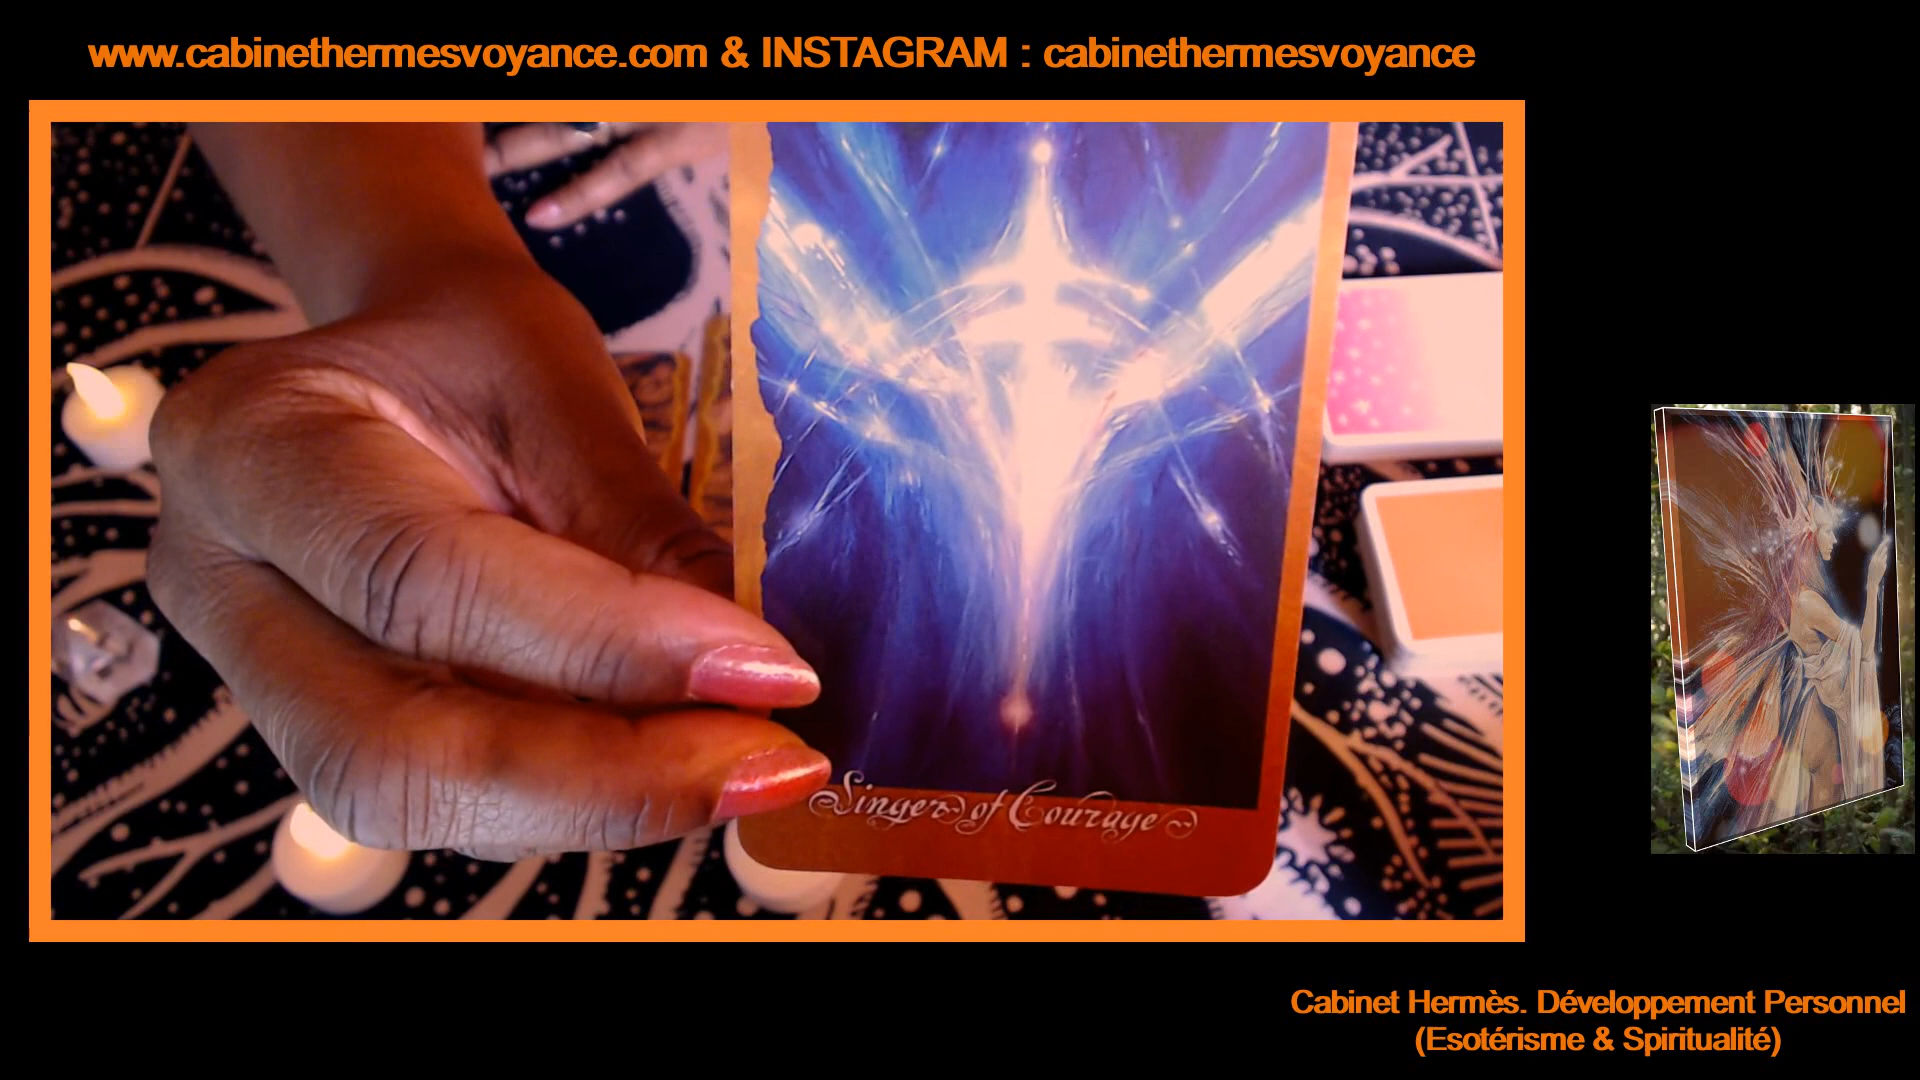 www.cabinethermesvoyance.com & INSTAGRAM : cabinethermesvoyance
Singer of Courage
Cabinet Hermès. Développement Personnel
(Esotérisme & Spiritualité)